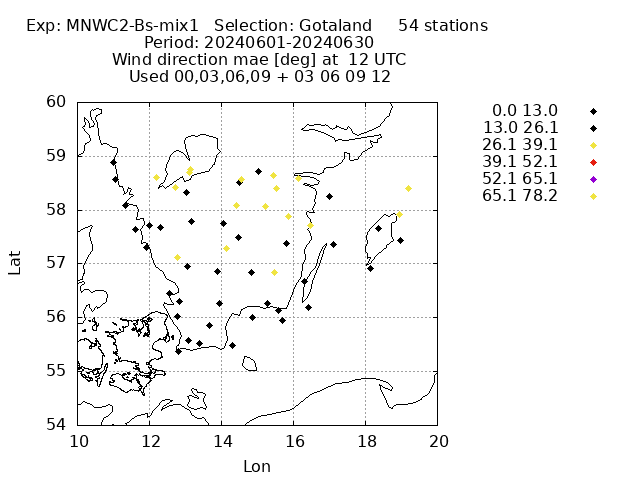 Exp: MNWC2-Bs-mix1   Selection: Gotaland     54 stations
Period: 20240601-20240630
Wind direction mae [deg] at  12 UTC
Used 00,03,06,09 + 03 06 09 12
0.0 13.0
13.0 26.1
26.1 39.1
39.1 52.1
52.1 65.1
65.1 78.2
60
59
58
57
56
55
54
Lat
10 12 14 16 18 20
Lon